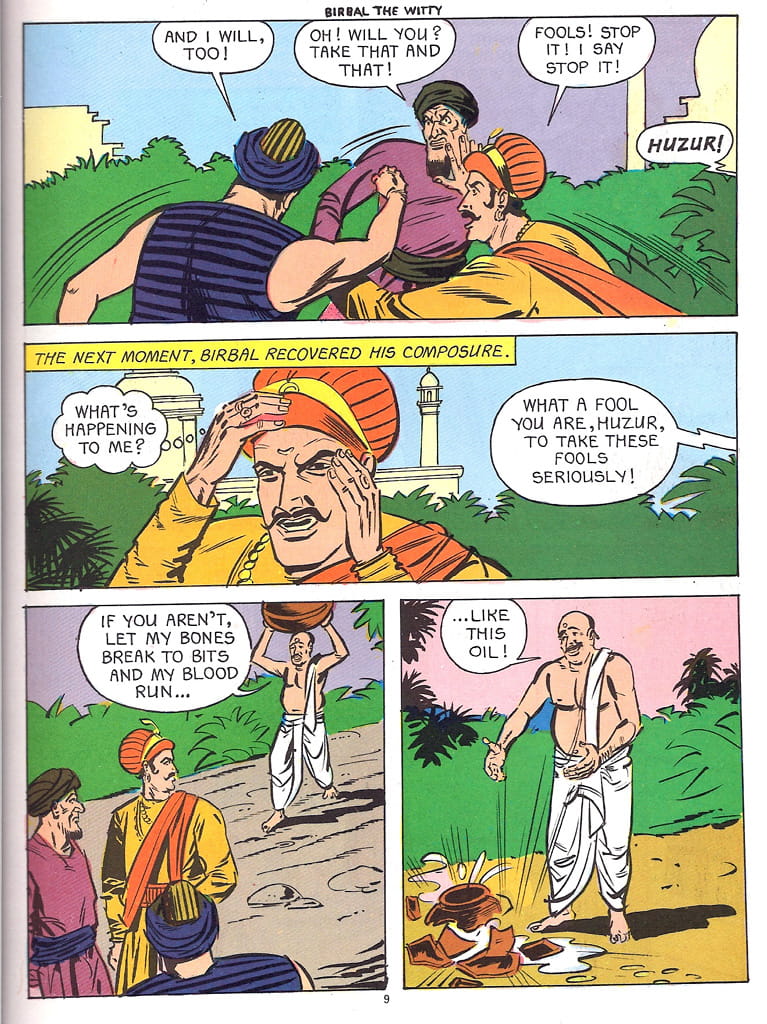 BIRBAL THE WITTY
AND I WILL,
TOO!
OH! WILL YOU?
TAKE THAT AND
THAT!
FOOLS! STOP
IT! I SAY
STOP IT!
HUZUR!
THE NEXT MOMENT, BIRBAL RECOVERED HIS COMPOSURE.
WHAT'S
HAPPENING
TO ME?
WHAT A FOOL
YOU ARE, HUZUR,
TO TAKE THESE
FOOLS
SERIOUSLY!
IF YOU AREN'T,
LET MY BONES
BREAK TO BITS
AND MY BLOOD
RUN...
...LIKE
THIS
OIL!
9